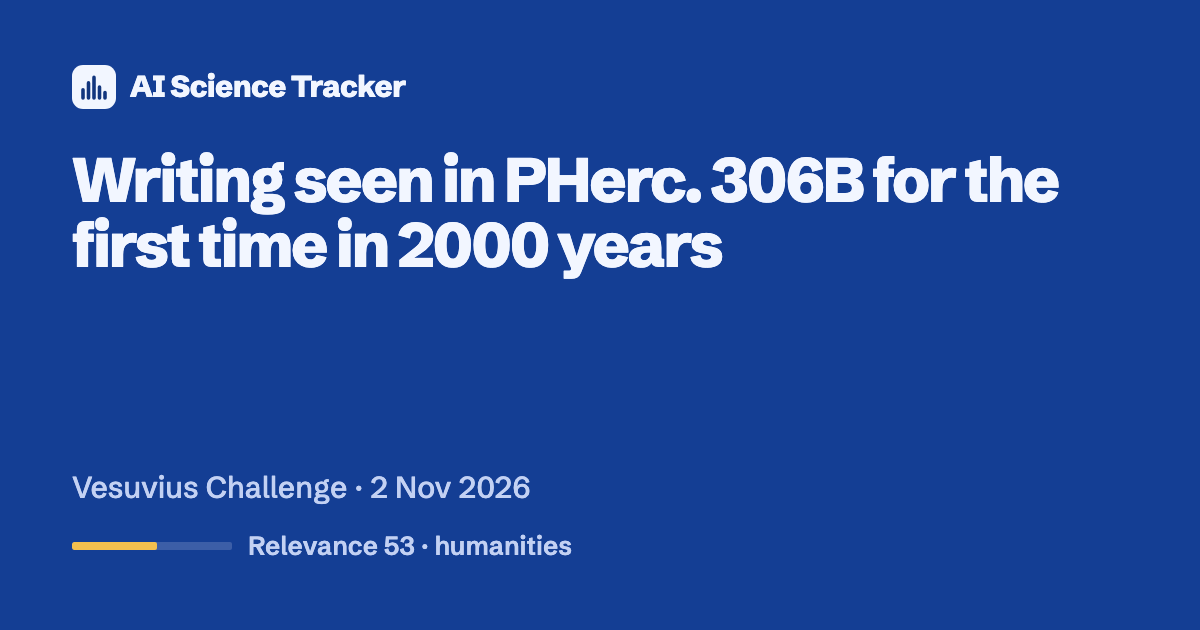 AI Science Tracker
Writing seen in PHerc. 306B for the
first time in 2000 years
Vesuvius Challenge · 2 Nov 2026
Relevance 53 · humanities